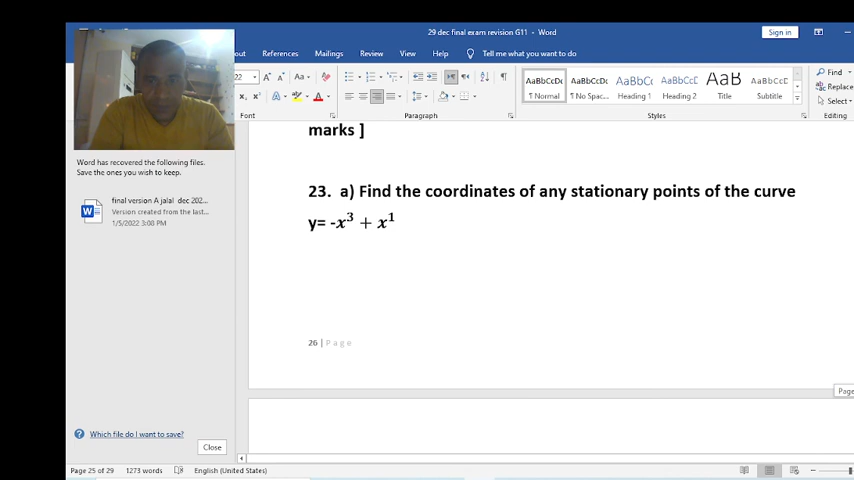 29 dec final exam revision G11 - Word
Sign in
out References Mailings Review View Help Tell me what you want to do
22 A A Aa A
AaBbCcDc AaBbCcDc AaBbCc AaBbCcC AaB AaBbCcD
¶ Normal ¶ No Spac... Heading 1 Heading 2 Title Subtitle
Find
Replace
Select
Font Paragraph Styles Editing
Word has recovered the following files.
Save the ones you wish to keep.
final version A jalal dec 202...
Version created from the last...
1/5/2022 3:08 PM
marks ]
23. a) Find the coordinates of any stationary points of the curve
y= -x³ + x¹
26 | Page
Page
Which file do I want to save?
Close
Page 25 of 29 1273 words English (United States)